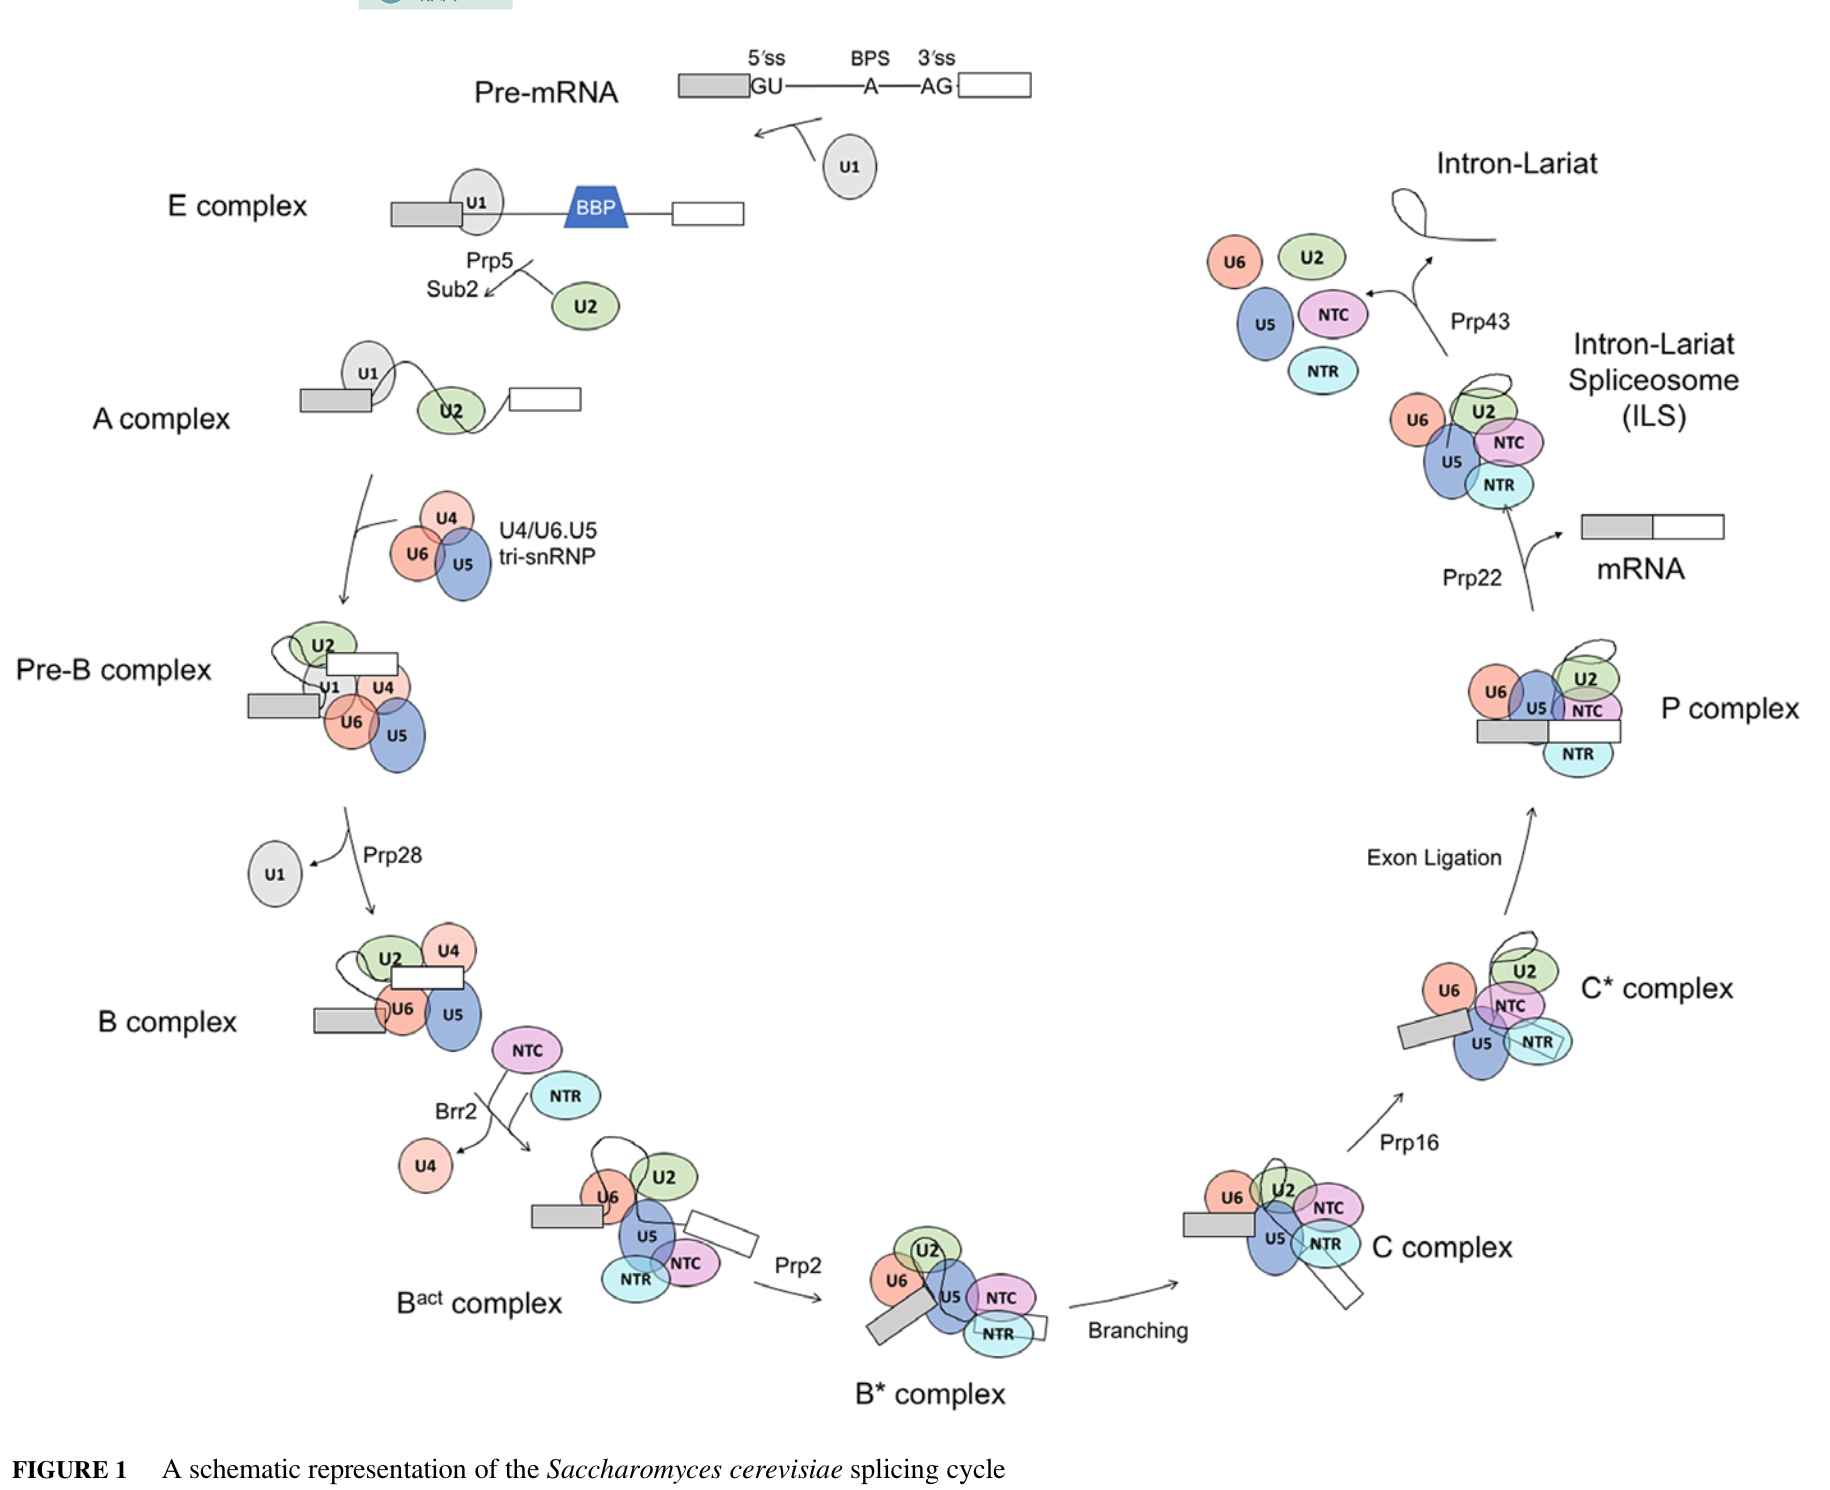 5′ss BPS 3′ss
Pre-mRNA
GU A AG
U1
E complex
U1
BBP
Prp5
Sub2
U2
A complex
U1
U2
U4
U6
U5
U4/U6.U5
tri-snRNP
Pre-B complex
U2
U1
U4
U6
U5
U1
Prp28
B complex
U2
U4
U6
U5
NTC
NTR
Brr2
U4
Bact complex
U6
U2
U5
NTC
NTR
Prp2
U2
U6
U5
NTC
NTR
B* complex
Branching
U6
U2
NTC
U5
NTR
C complex
Prp16
U2
U6
NTC
U5
NTR
C* complex
Exon Ligation
U6
U2
U5
NTC
NTR
P complex
Prp22
mRNA
U6
U2
NTC
U5
NTR
Intron-Lariat
Spliceosome
(ILS)
Prp43
U6
U2
U5
NTC
NTR
Intron-Lariat
FIGURE 1 A schematic representation of the Saccharomyces cerevisiae splicing cycle